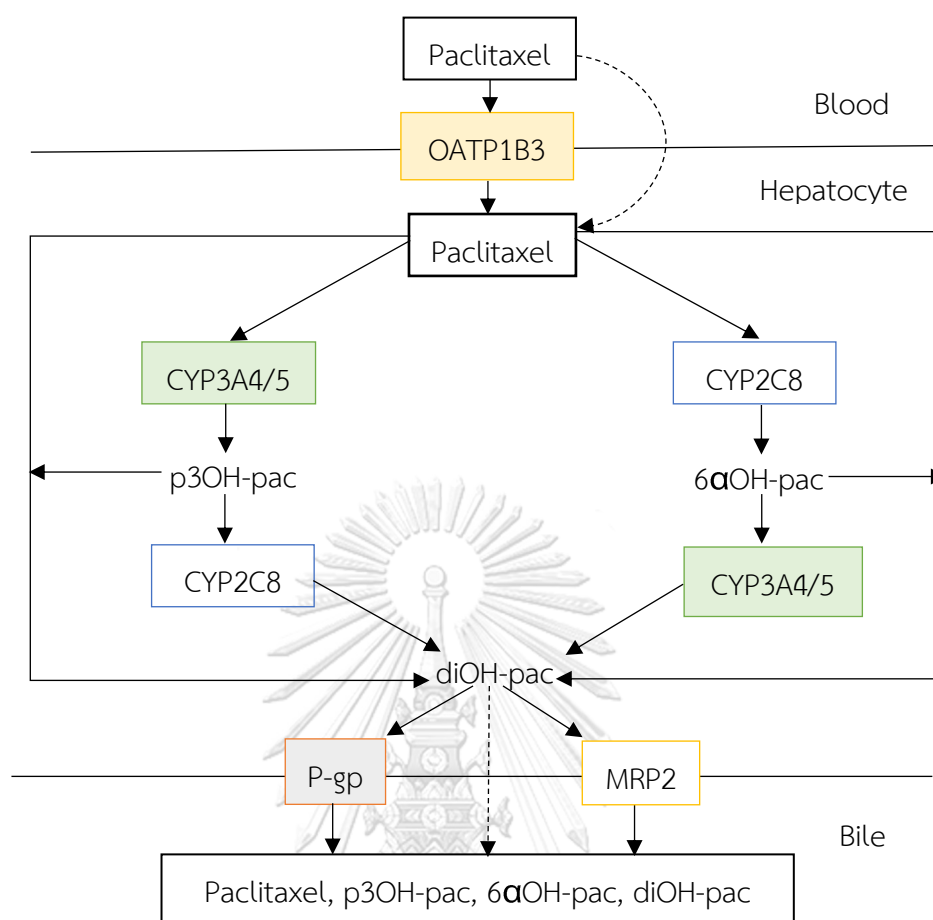 Paclitaxel
Blood
OATP1B3
Hepatocyte
Paclitaxel
CYP3A4/5
CYP2C8
p3OH-pac
6αOH-pac
CYP2C8
CYP3A4/5
diOH-pac
P-gp
MRP2
Bile
Paclitaxel, p3OH-pac, 6αOH-pac, diOH-pac